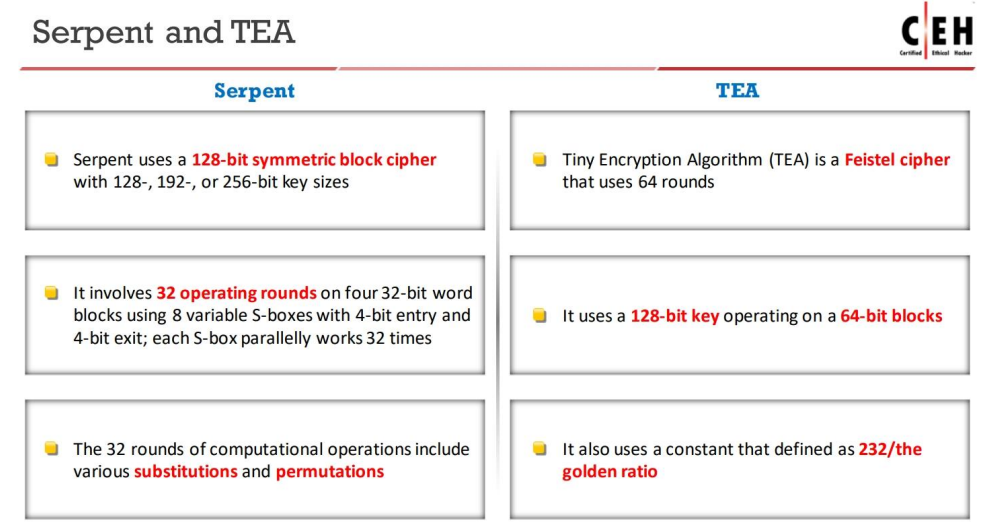 Serpent and TEA
C|EH
Certified Ethical Hacker
Serpent
Serpent uses a 128-bit symmetric block cipher
with 128-, 192-, or 256-bit key sizes
It involves 32 operating rounds on four 32-bit word
blocks using 8 variable S-boxes with 4-bit entry and
4-bit exit; each S-box parallelly works 32 times
The 32 rounds of computational operations include
various substitutions and permutations
TEA
Tiny Encryption Algorithm (TEA) is a Feistel cipher
that uses 64 rounds
It uses a 128-bit key operating on a 64-bit blocks
It also uses a constant that defined as 232/the
golden ratio